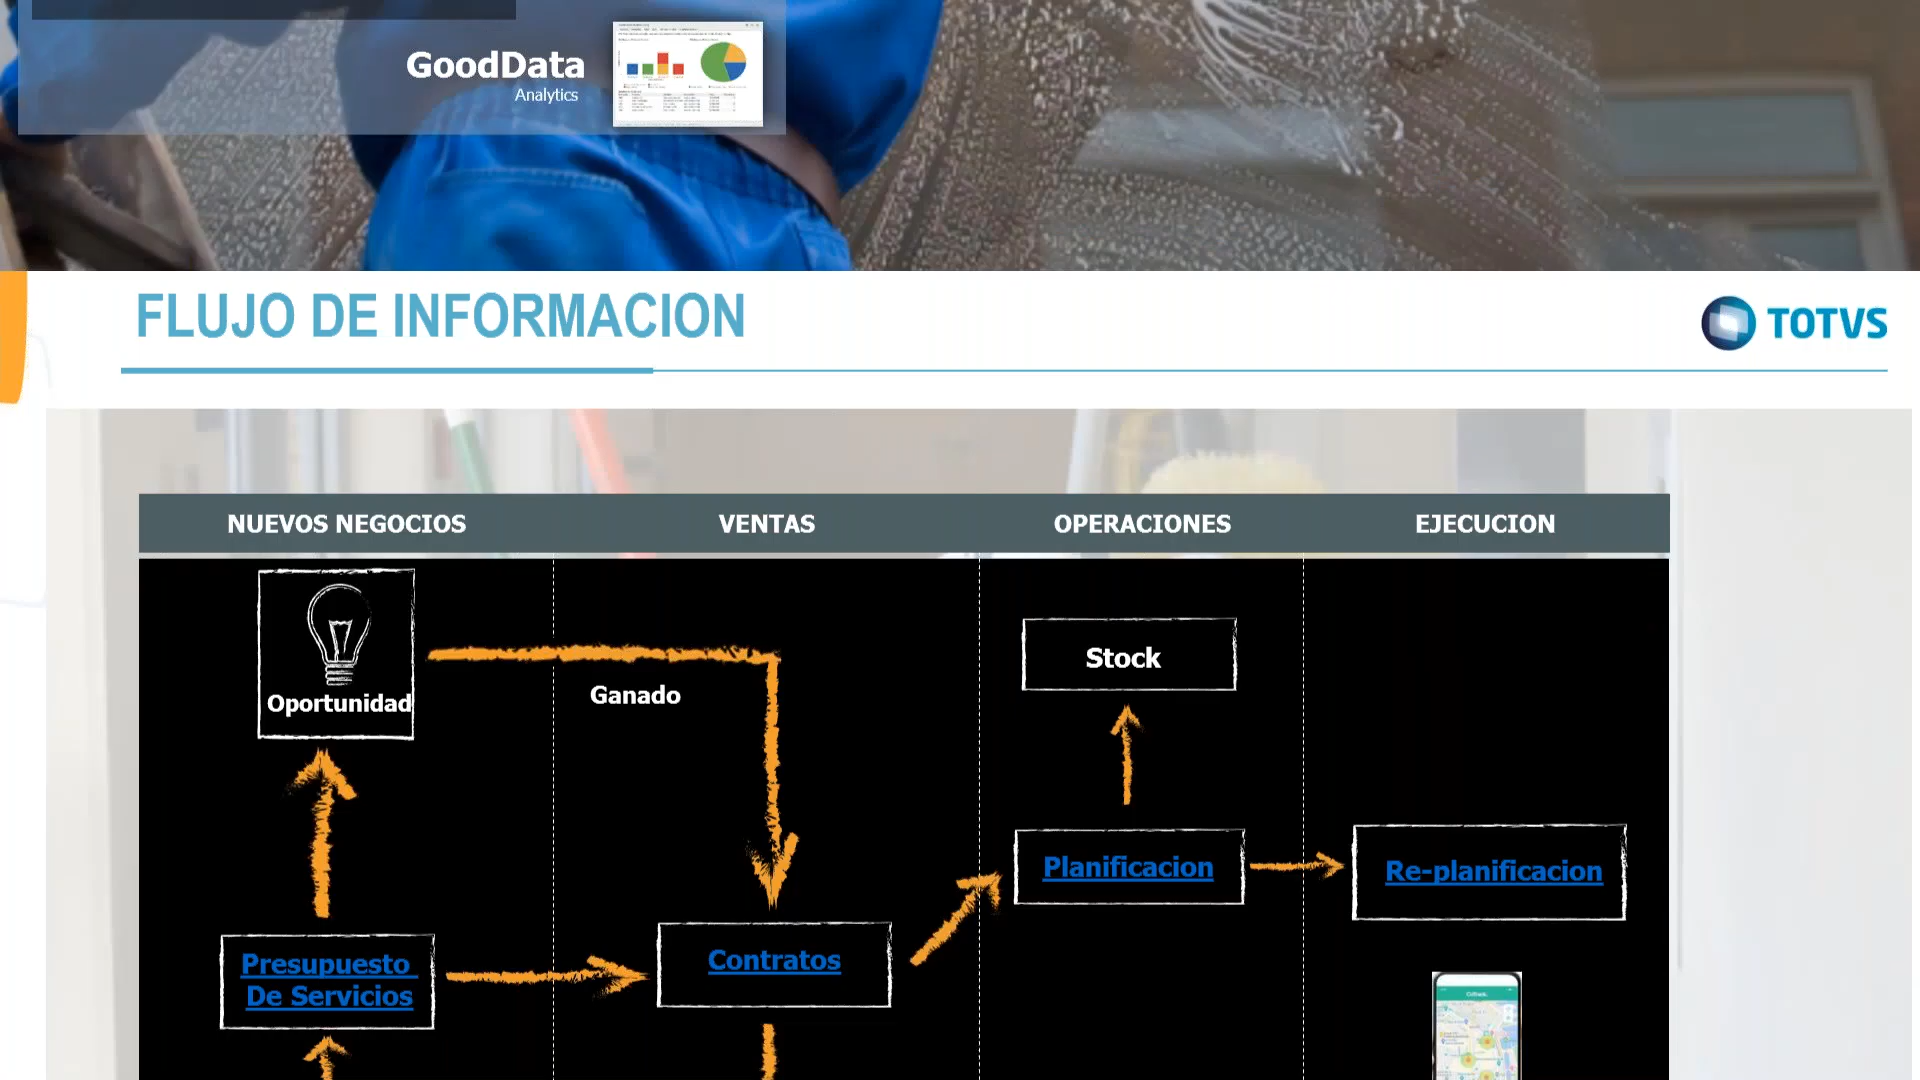 GoodData
Analytics
FLUJO DE INFORMACION
TOTVS
NUEVOS NEGOCIOS
VENTAS
OPERACIONES
EJECUCION
Oportunidad
Ganado
Stock
Planificacion
Re-planificacion
Presupuesto
De Servicios
Contratos